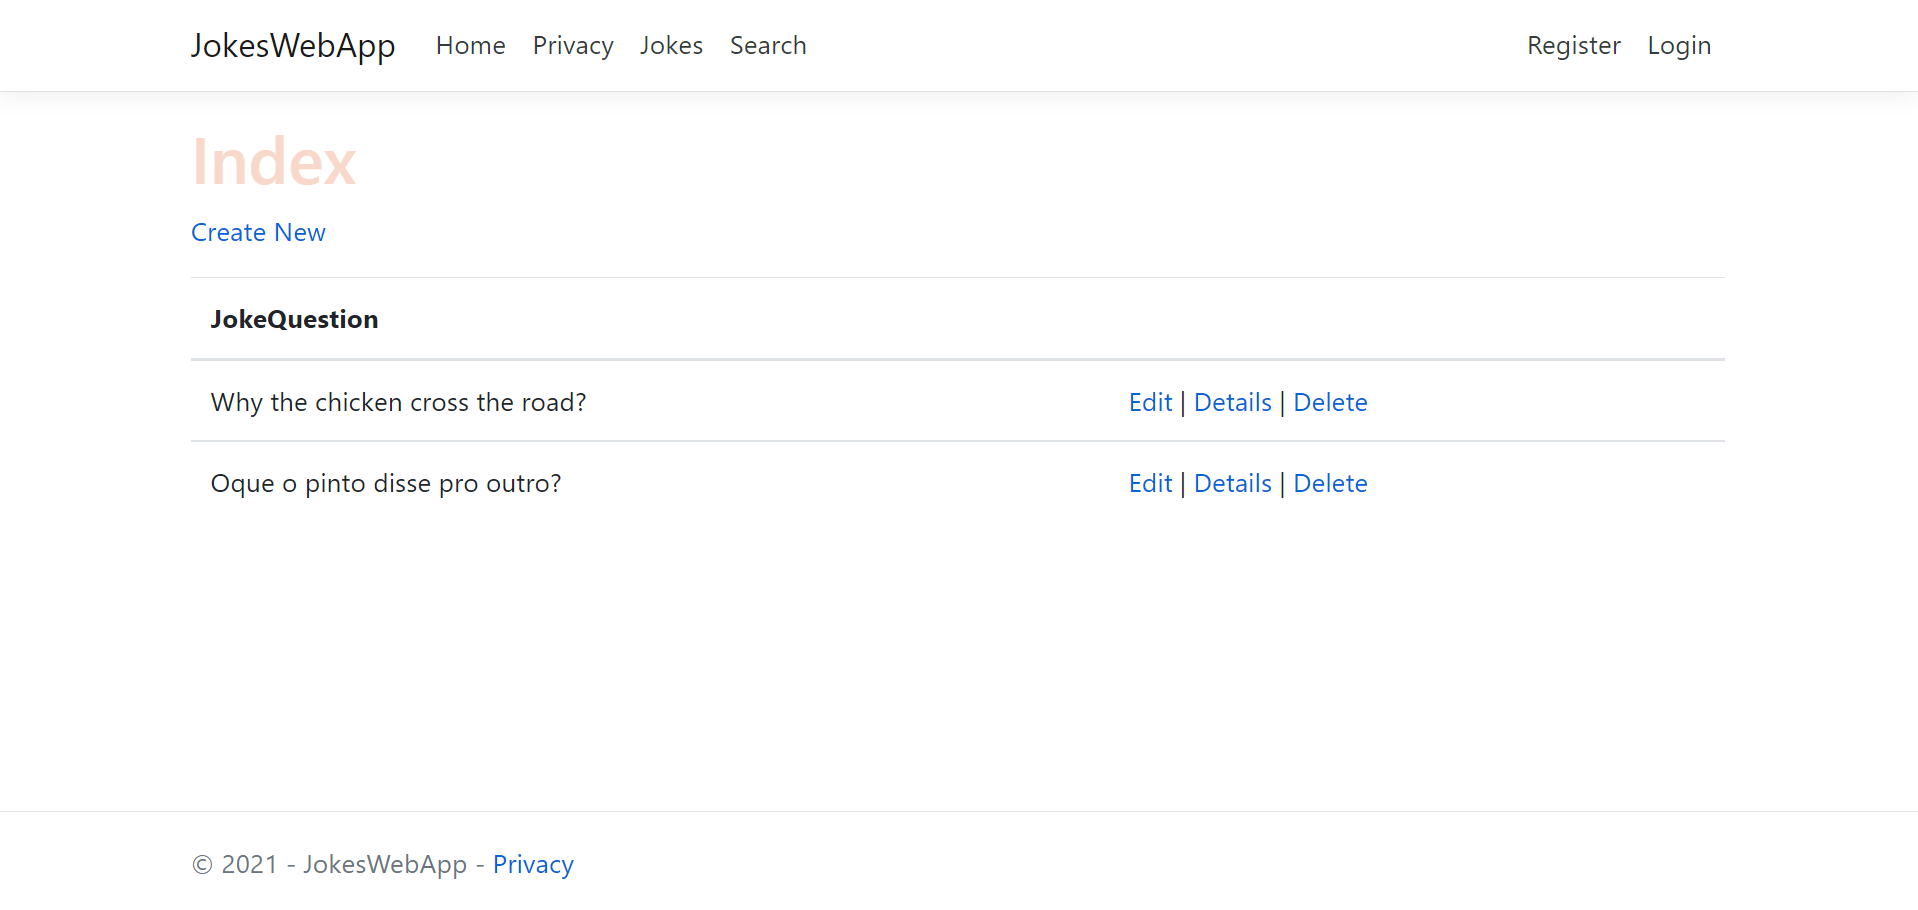 JokesWebApp Home Privacy Jokes Search Register Login
Index
Create New
JokeQuestion
Why the chicken cross the road? Edit | Details | Delete
Oque o pinto disse pro outro? Edit | Details | Delete
© 2021 - JokesWebApp - Privacy